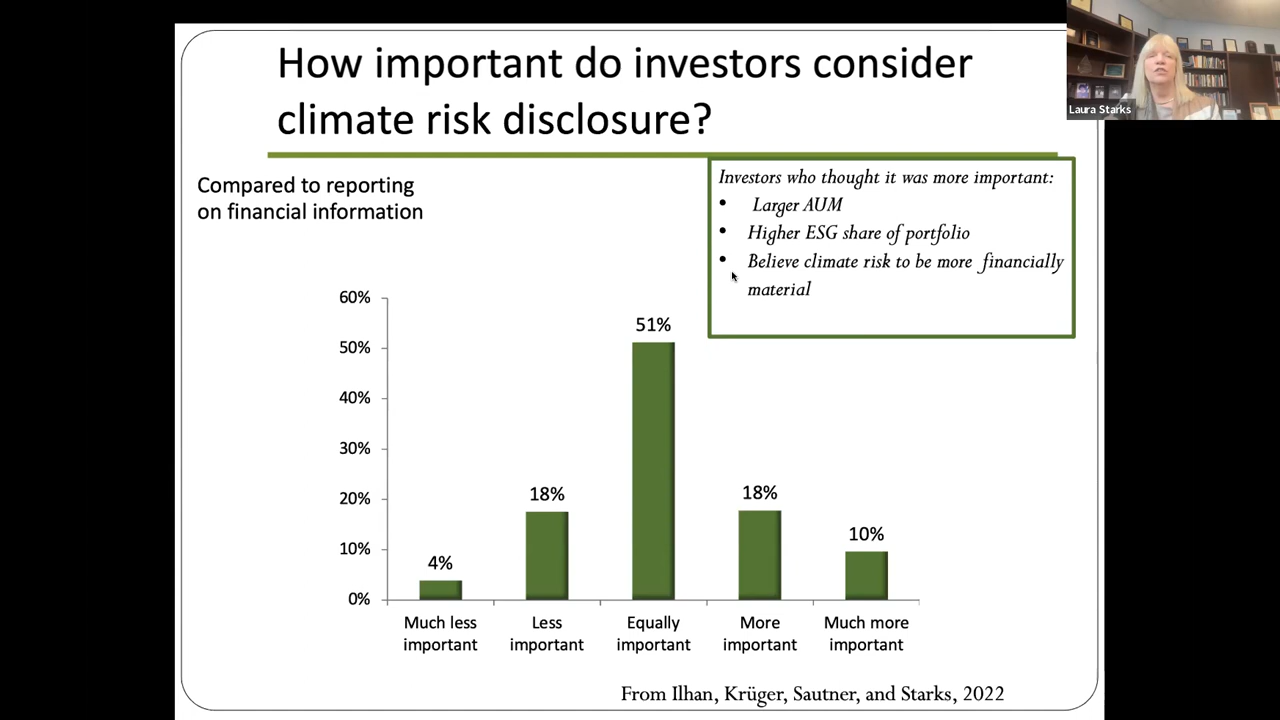 How important do investors consider
climate risk disclosure?
Laura Starks
Compared to reporting
on financial information
Investors who thought it was more important:
• Larger AUM
• Higher ESG share of portfolio
• Believe climate risk to be more financially
material
60%
50%
40%
30%
20%
10%
0%
4%
18%
51%
18%
10%
Much less
important
Less
important
Equally
important
More
important
Much more
important
From Ilhan, Krüger, Sautner, and Starks, 2022